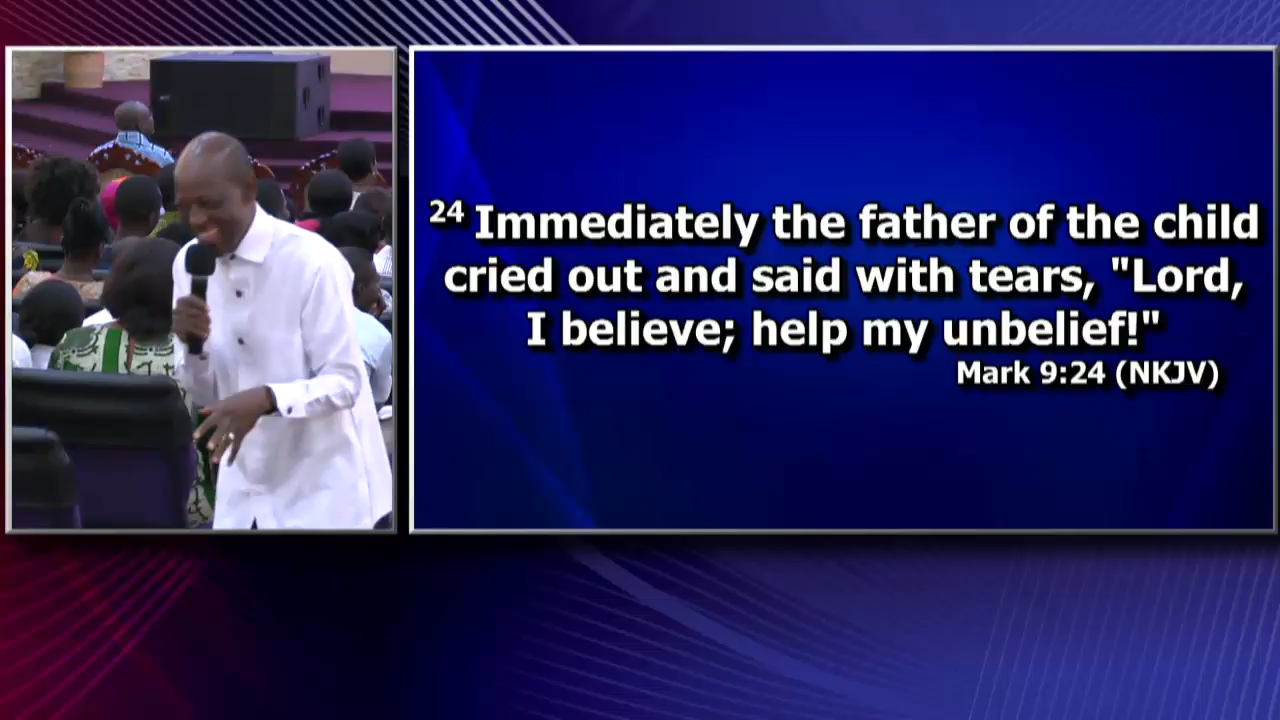 24 Immediately the father of the child
cried out and said with tears, "Lord,
I believe; help my unbelief!"
Mark 9:24 (NKJV)